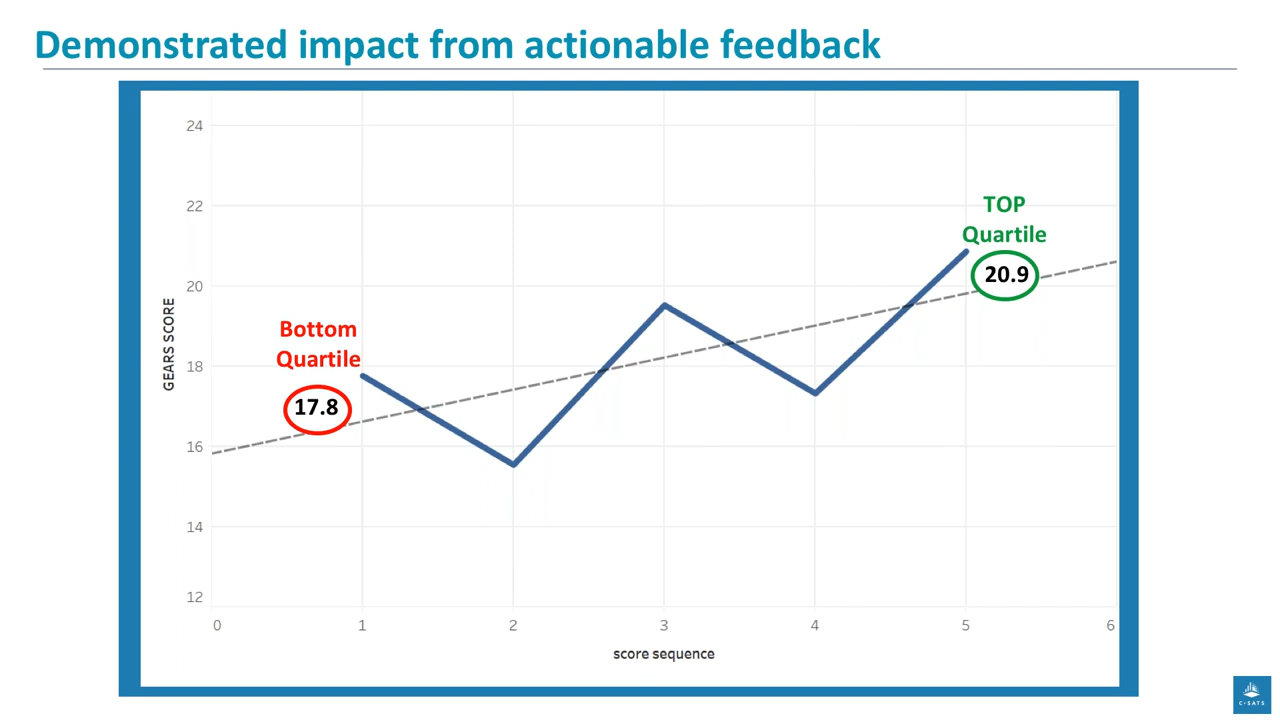 Demonstrated impact from actionable feedback
24
22
20
18
16
14
12
GEARS SCORE
Bottom
Quartile
17.8
TOP
Quartile
20.9
0 1 2 3 4 5 6
score sequence
C·SATS